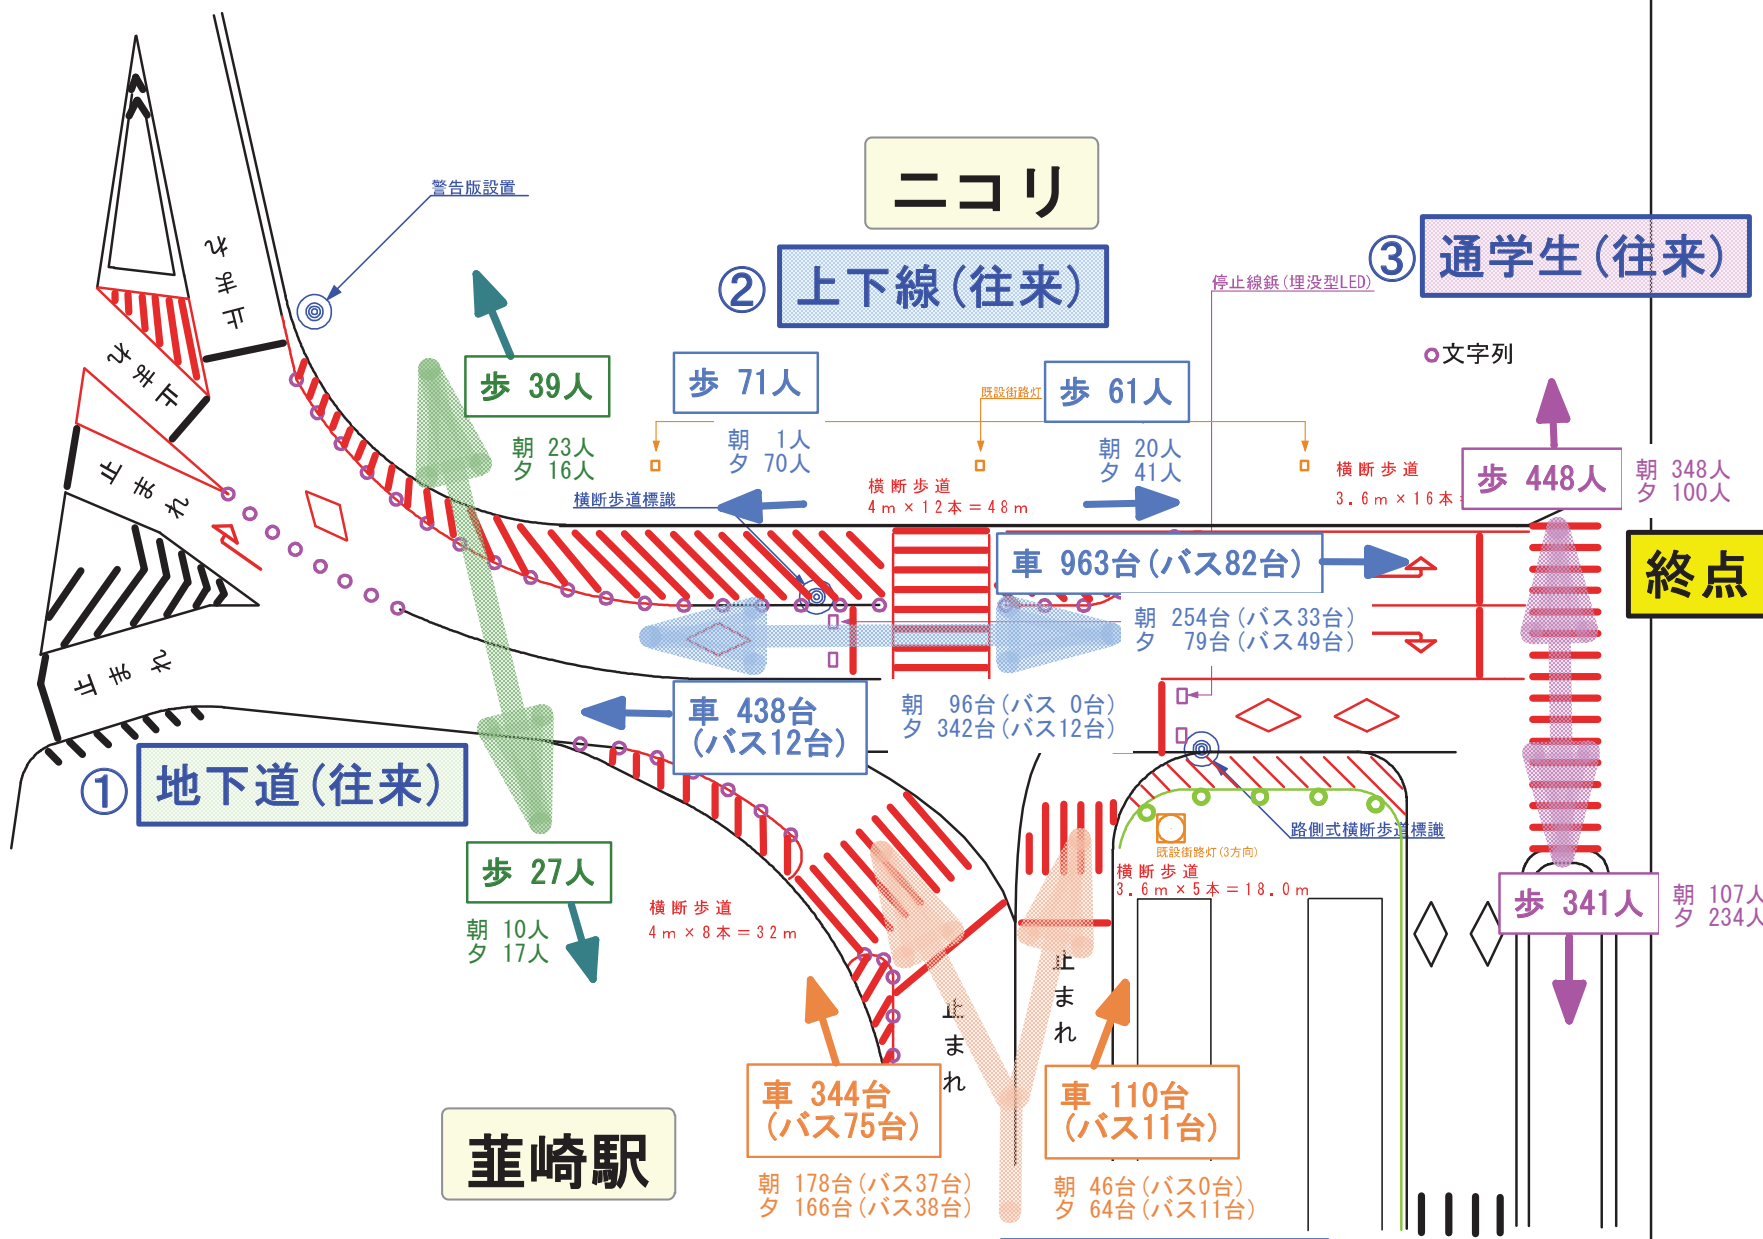 ニコリ
警告版設置
② 上下線(往来)
③ 通学生(往来)
停止線鋲(埋没型LED)
文字列
止まれ
止まれ
止まれ
止まれ
歩 39人
朝 23人
夕 16人
歩 71人
朝 1人
夕 70人
既設街路灯
歩 61人
朝 20人
夕 41人
横断歩道標識
横断歩道
4m×12本=48m
横断歩道
3.6m×16本
歩 448人
朝 348人
夕 100人
車 963台(バス82台)
朝 254台(バス33台)
夕 79台(バス49台)
終点
車 438台
(バス12台)
朝 96台(バス 0台)
夕 342台(バス12台)
① 地下道(往来)
歩 27人
朝 10人
夕 17人
横断歩道
4m×8本=32m
既設街路灯(3方向)
路側式横断歩道標識
横断歩道
3.6m×5本=18.0m
歩 341人
朝 107人
夕 234人
止まれ
止まれ
車 344台
(バス75台)
朝 178台(バス37台)
夕 166台(バス38台)
車 110台
(バス11台)
朝 46台(バス0台)
夕 64台(バス11台)
韮崎駅